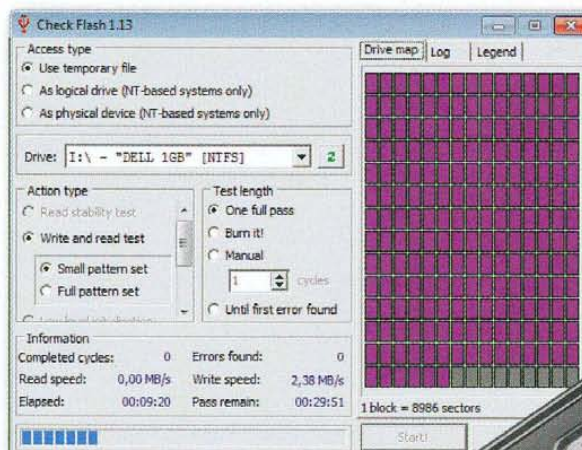 Check Flash 1.13
Access type
Use temporary file
As logical drive (NT-based systems only)
As physical device (NT-based systems only)
Drive: I:\ - "DELL 1GB" [NTFS]
Action type
Read stability test
Write and read test
Small pattern set
Full pattern set
Test length
One full pass
Burn it!
Manual
1 cycles
Until first error found
Information
Completed cycles: 0 Errors found: 0
Read speed: 0,00 MB/s Write speed: 2,38 MB/s
Elapsed: 00:09:20 Pass remain: 00:29:51
Drive map Log Legend
1 block = 8986 sectors
Start!